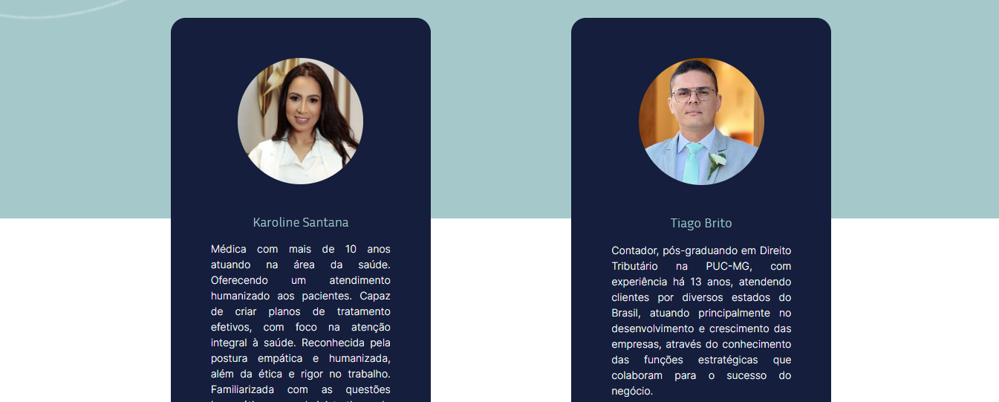 Karoline Santana
Médica com mais de 10 anos
atuando na área da saúde.
Oferecendo um atendimento
humanizado aos pacientes. Capaz
de criar planos de tratamento
efetivos, com foco na atenção
integral à saúde. Reconhecida pela
postura empática e humanizada,
além da ética e rigor no trabalho.
Familiarizada com as questões
Tiago Brito
Contador, pós-graduando em Direito
Tributário na PUC-MG, com
experiência há 13 anos, atendendo
clientes por diversos estados do
Brasil, atuando principalmente no
desenvolvimento e crescimento das
empresas, através do conhecimento
das funções estratégicas que
colaboram para o sucesso do
negócio.